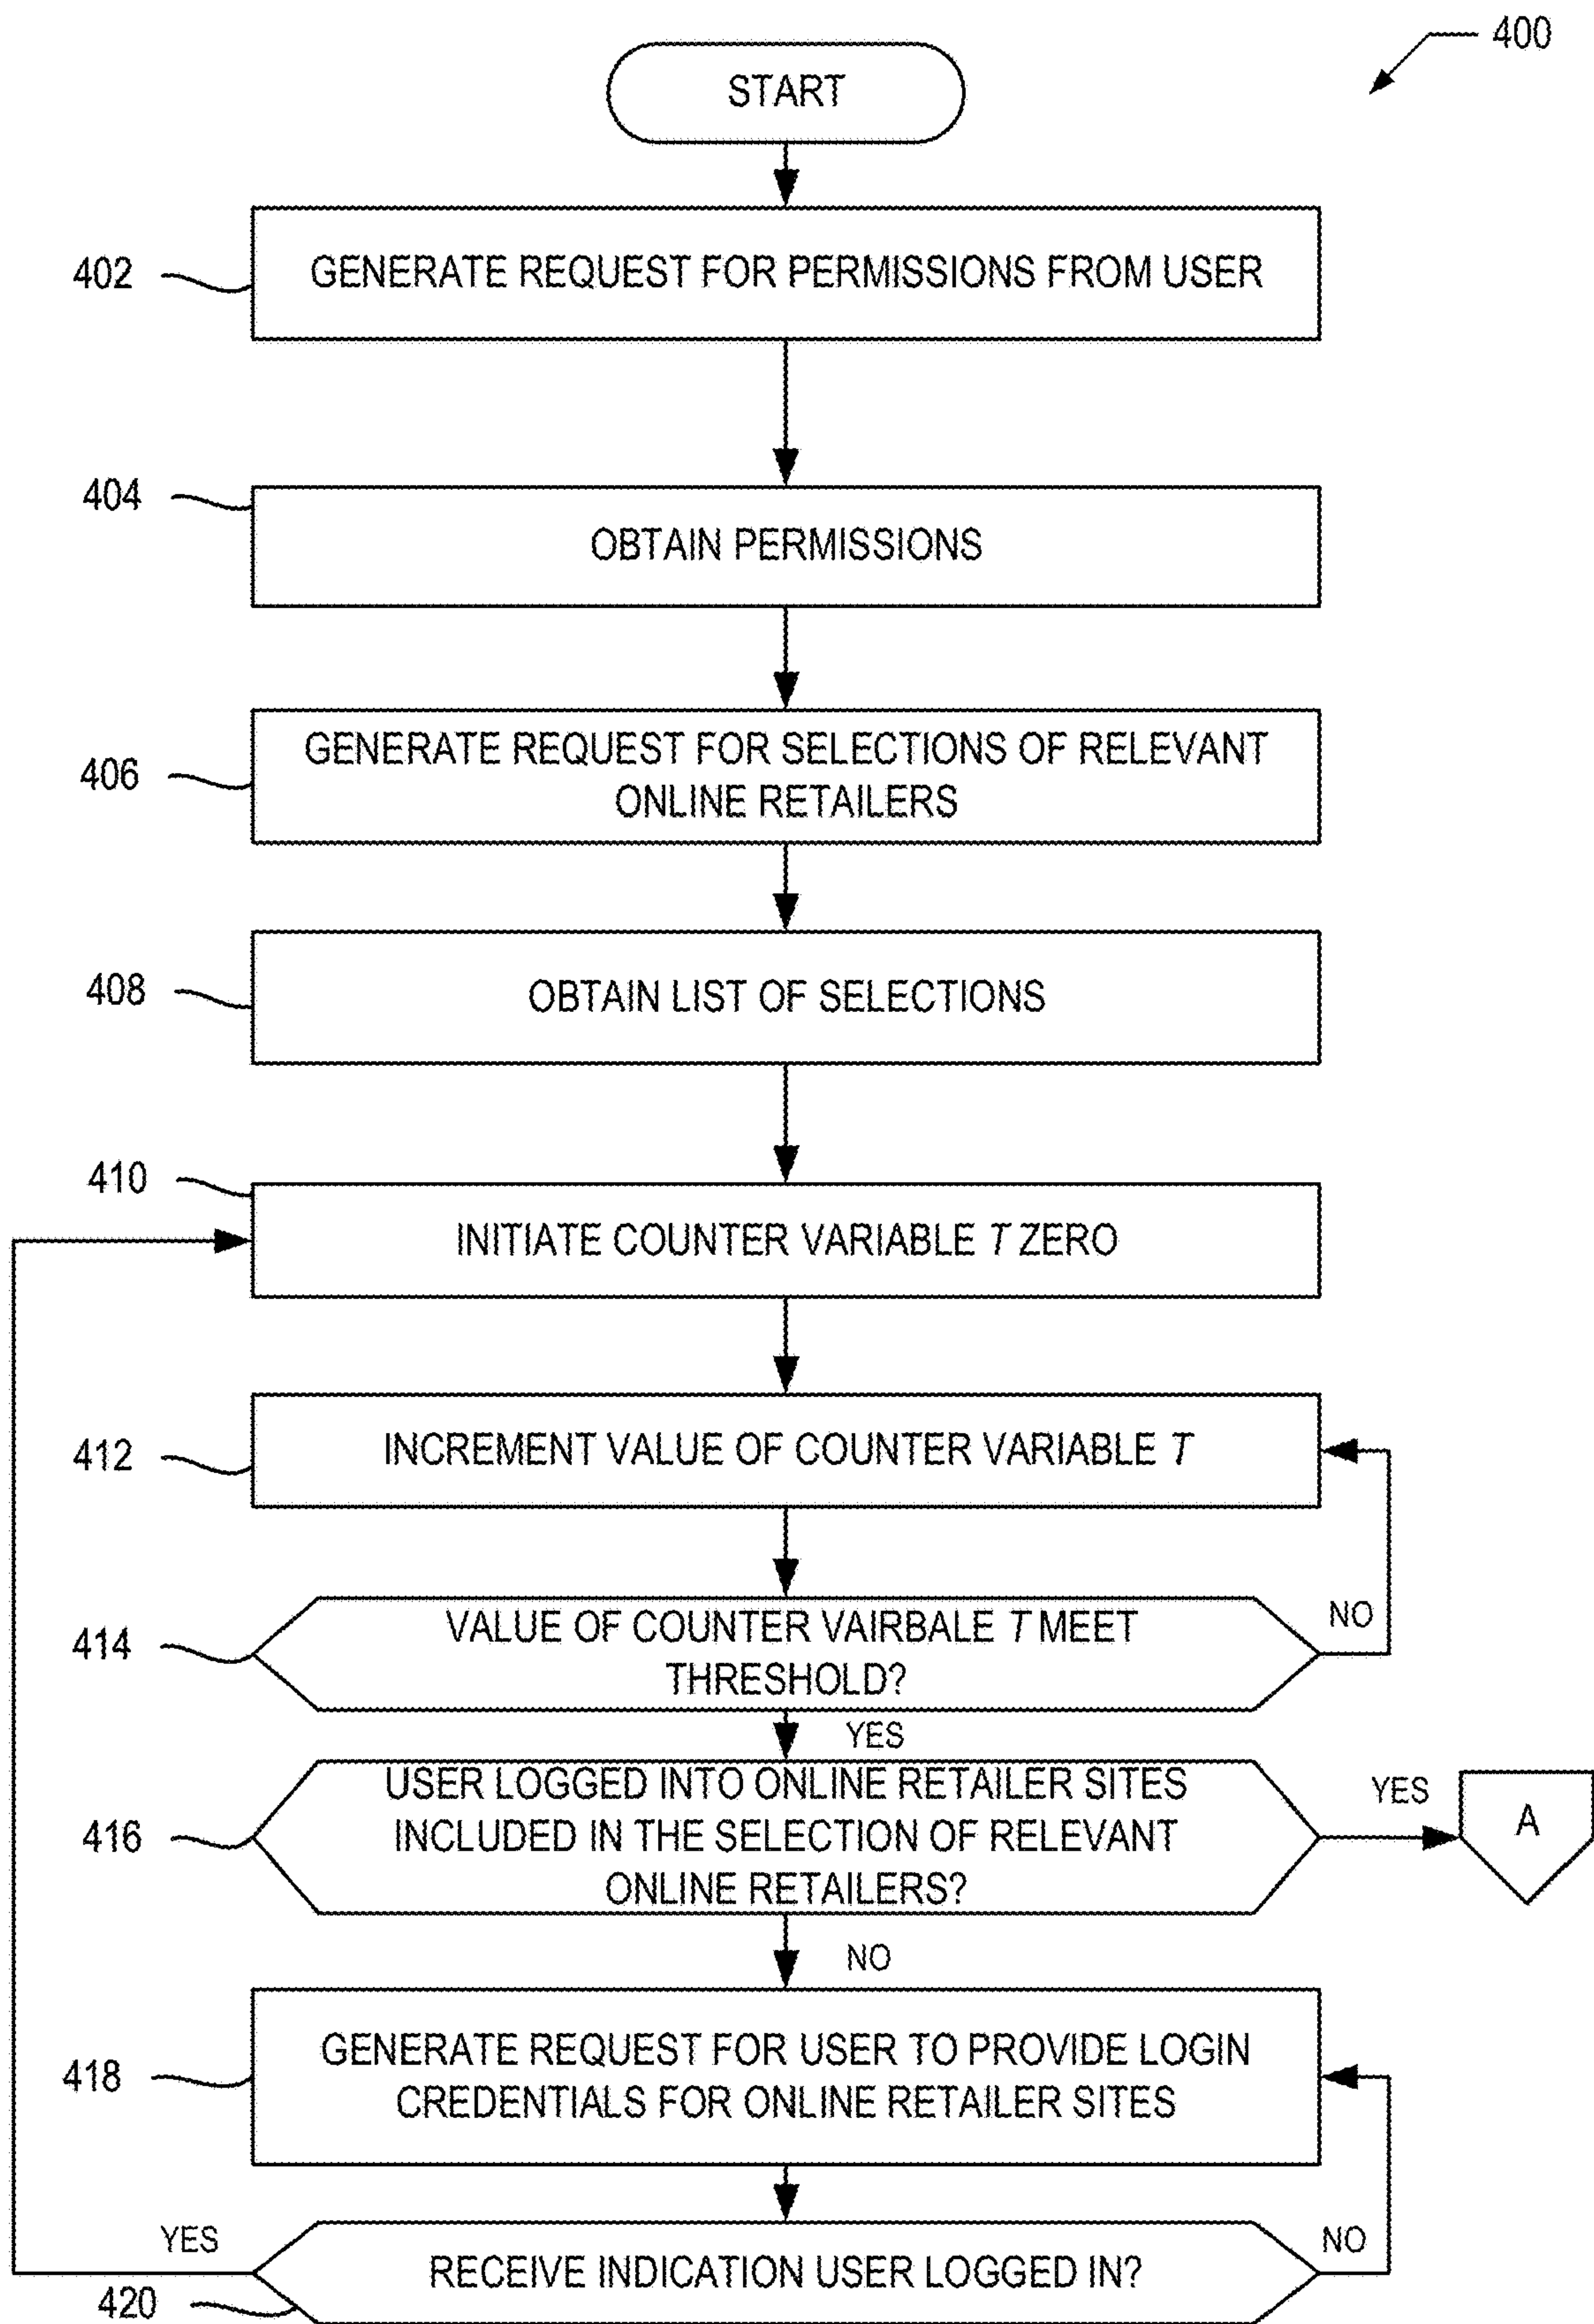 400
START
402
GENERATE REQUEST FOR PERMISSIONS FROM USER
404
OBTAIN PERMISSIONS
406
GENERATE REQUEST FOR SELECTIONS OF RELEVANT
ONLINE RETAILERS
408
OBTAIN LIST OF SELECTIONS
410
INITIATE COUNTER VARIABLE T ZERO
412
INCREMENT VALUE OF COUNTER VARIABLE T
414
VALUE OF COUNTER VAIRBALE T MEET
THRESHOLD?
NO
YES
416
USER LOGGED INTO ONLINE RETAILER SITES
INCLUDED IN THE SELECTION OF RELEVANT
ONLINE RETAILERS?
YES
A
NO
418
GENERATE REQUEST FOR USER TO PROVIDE LOGIN
CREDENTIALS FOR ONLINE RETAILER SITES
YES
RECEIVE INDICATION USER LOGGED IN?
NO
420